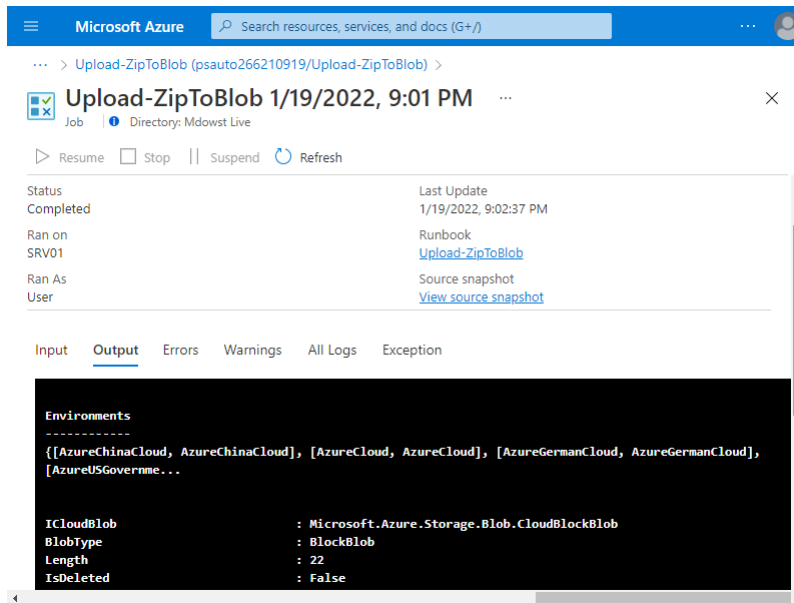 Microsoft Azure
Search resources, services, and docs (G+/)
...
... > Upload-ZipToBlob (psauto266210919/Upload-ZipToBlob) >
Upload-ZipToBlob 1/19/2022, 9:01 PM ...
Job Directory: Mdowst Live
Resume Stop Suspend Refresh
Status
Completed
Last Update
1/19/2022, 9:02:37 PM
Ran on
SRV01
Runbook
Upload-ZipToBlob
Ran As
User
Source snapshot
View source snapshot
Input Output Errors Warnings All Logs Exception
Environments
------------
{[AzureChinaCloud, AzureChinaCloud], [AzureCloud, AzureCloud], [AzureGermanCloud, AzureGermanCloud],
[AzureUSGovernme...
ICloudBlob : Microsoft.Azure.Storage.Blob.CloudBlockBlob
BlobType : BlockBlob
Length : 22
IsDeleted : False